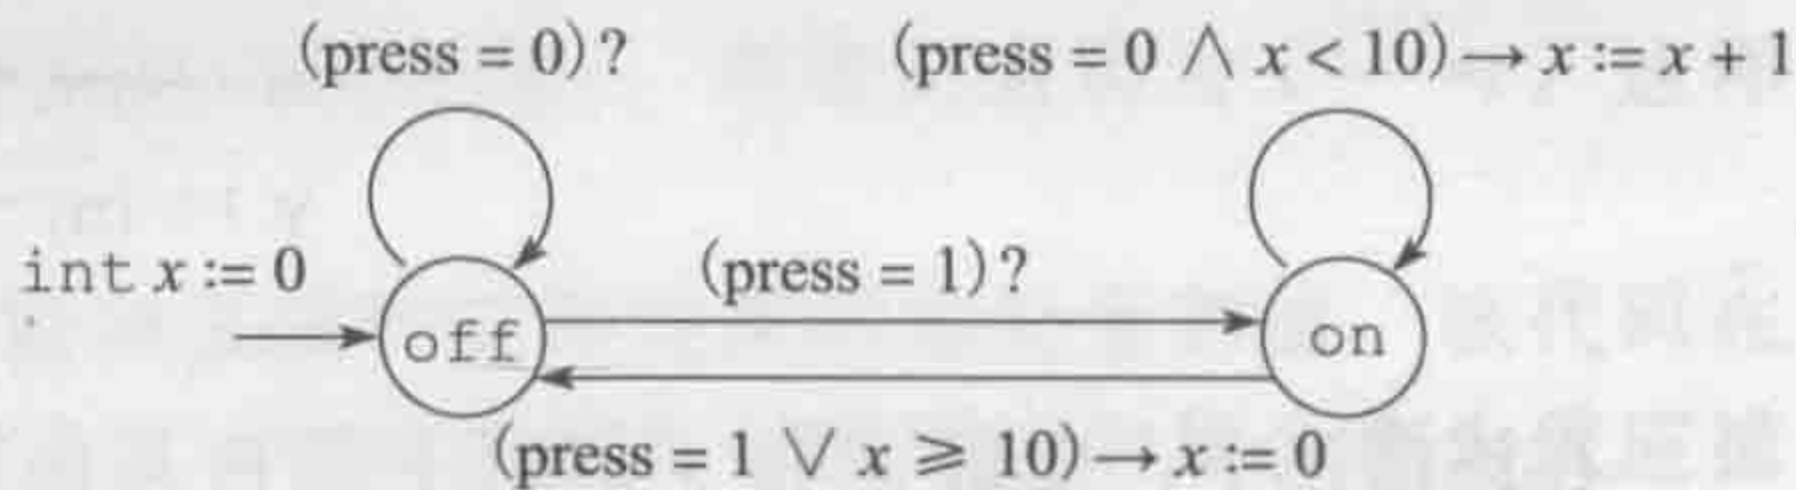 (press = 0)?
(press = 0 ∧ x < 10) → x := x + 1
int x := 0
(press = 1)?
off
on
(press = 1 ∨ x ⩾ 10) → x := 0